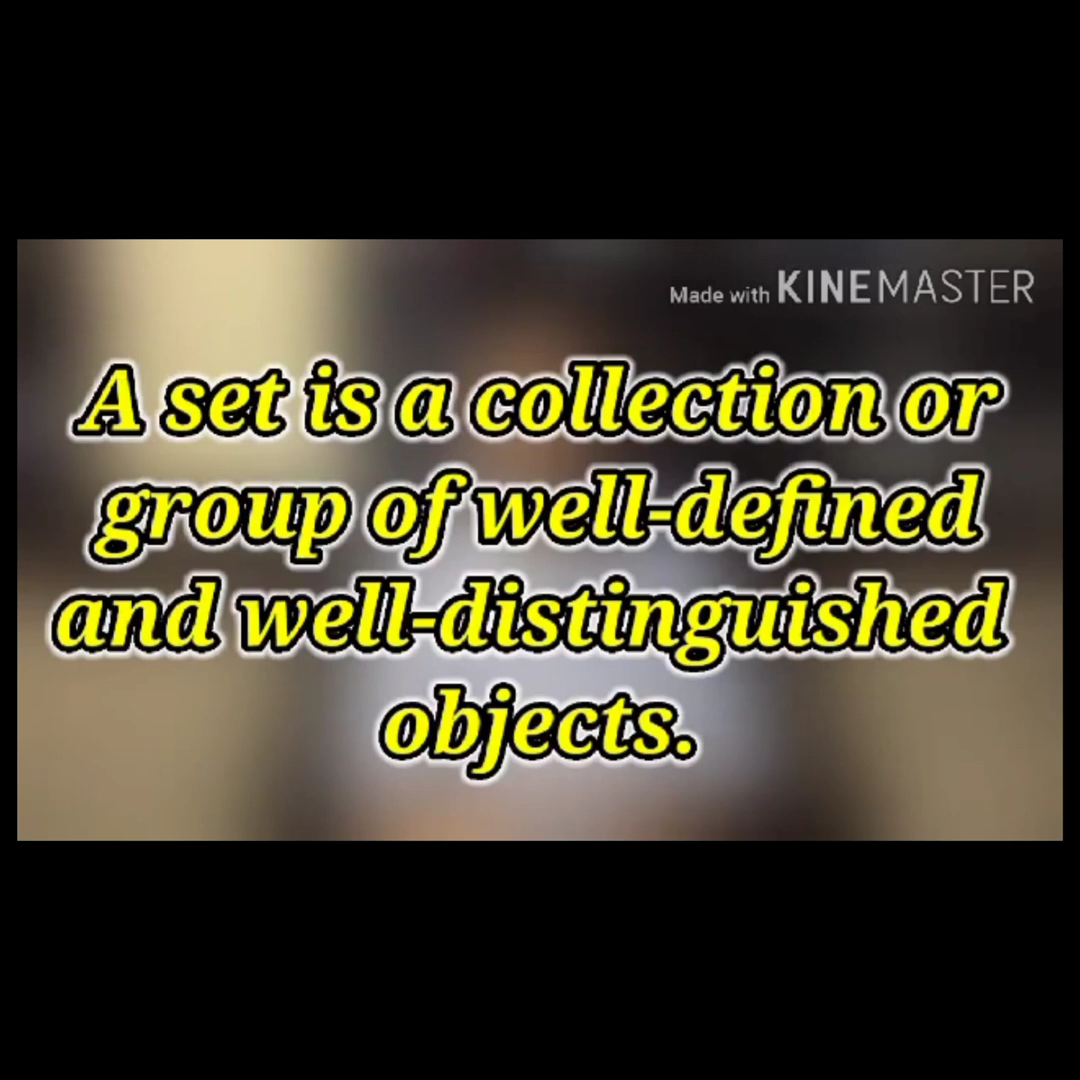 Made with KINEMASTER
A set is a collection or
group of well-defined
and well-distinguished
objects.